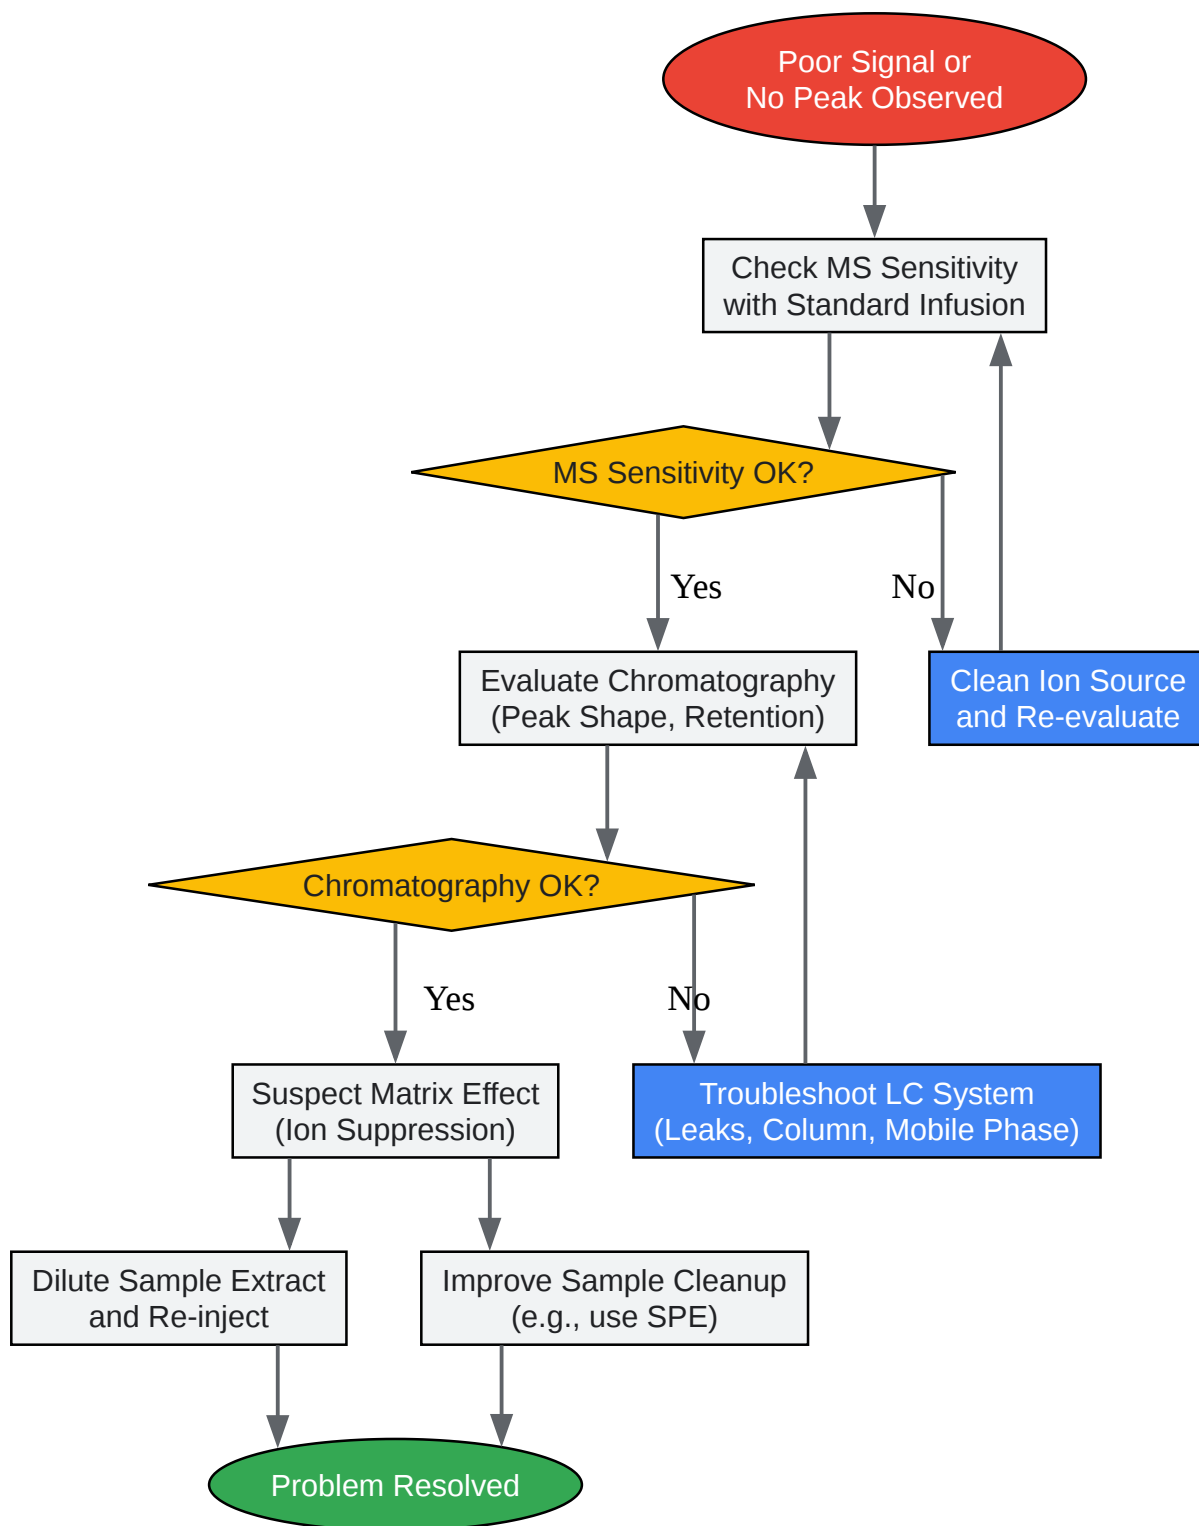 Poor Signal or
No Peak Observed
Check MS Sensitivity
with Standard Infusion
MS Sensitivity OK?
Yes
No
Evaluate Chromatography
(Peak Shape, Retention)
Clean Ion Source
and Re-evaluate
Chromatography OK?
Yes
No
Suspect Matrix Effect
(Ion Suppression)
Troubleshoot LC System
(Leaks, Column, Mobile Phase)
Dilute Sample Extract
and Re-inject
Improve Sample Cleanup
(e.g., use SPE)
Problem Resolved